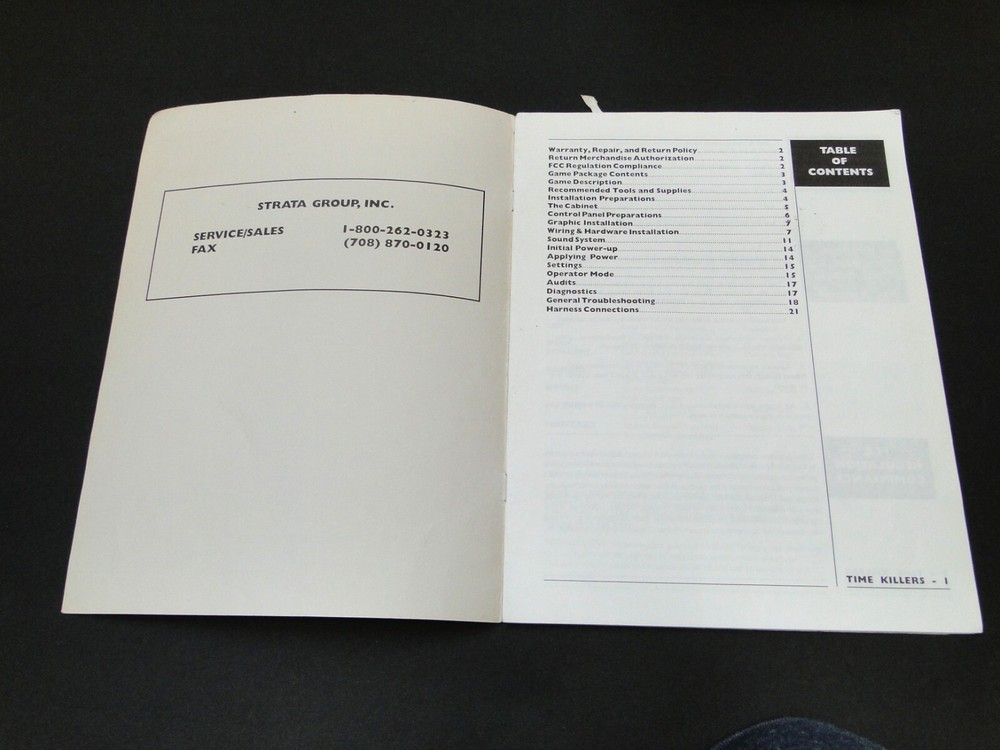 STRATA GROUP, INC.
SERVICE/SALES 1-800-262-0323
FAX (708) 870-0120
TABLE
OF
CONTENTS
Warranty, Repair, and Return Policy 2
Return Merchandise Authorization 2
FCC Regulation Compliance 2
Game Package Contents 3
Game Description 3
Recommended Tools and Supplies 4
Installation Preparations 4
The Cabinet 5
Control Panel Preparations 6
Graphic Installation 7
Wiring & Hardware Installation 7
Sound System 11
Initial Power-up 14
Applying Power 14
Settings 15
Operator Mode 15
Audits 17
Diagnostics 17
General Troubleshooting 18
Harness Connections 21
TIME KILLERS - 1